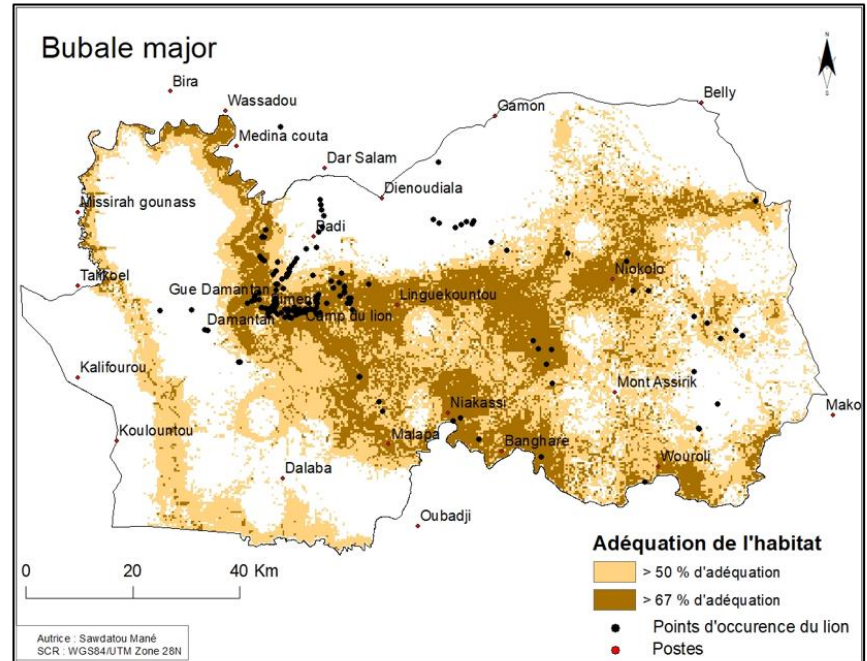 Bubale major
N
Bira
Wassadou
Belly
Gamon
Medina couta
Dar Salam
Dienoudiala
Missirah gounass
Badi
Niokolo
Gue Damantan
Linguekountou
Camp du lion
Damantan
Kalifourou
Mont Assirik
Mako
Niakassi
Koulountou
Malapa
Banghare
Wouroli
Dalaba
Oubadji
Adéquation de l'habitat
0 20 40 Km
> 50 % d'adéquation
> 67 % d'adéquation
Points d'occurence du lion
Postes
Autrice : Sawdatou Mané
SCR : WGS84/UTM Zone 28N